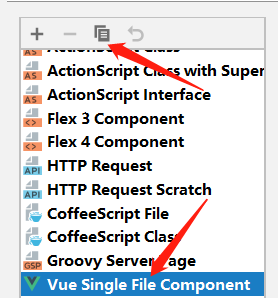 ActionScript Class
ActionScript Class with Super
ActionScript Interface
Flex 3 Component
Flex 4 Component
HTTP Request
HTTP Request Scratch
CoffeeScript File
CoffeeScript Class
Groovy Server Page
Vue Single File Component
AS
AS
AS
<>
<>
API
API
GSP